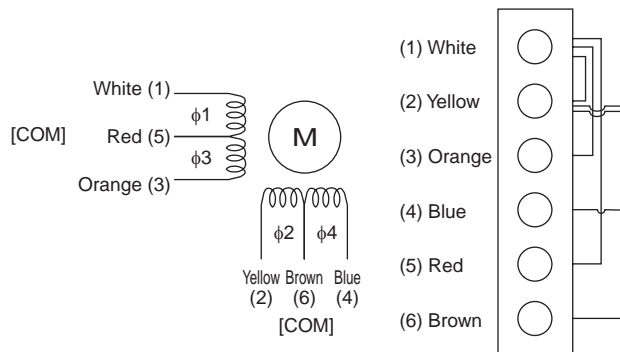 White (1)
ϕ1
[COM]
Red (5)
ϕ3
Orange (3)
M
ϕ2
ϕ4
Yellow Brown Blue
(2) (6) (4)
[COM]
(1) White
(2) Yellow
(3) Orange
(4) Blue
(5) Red
(6) Brown